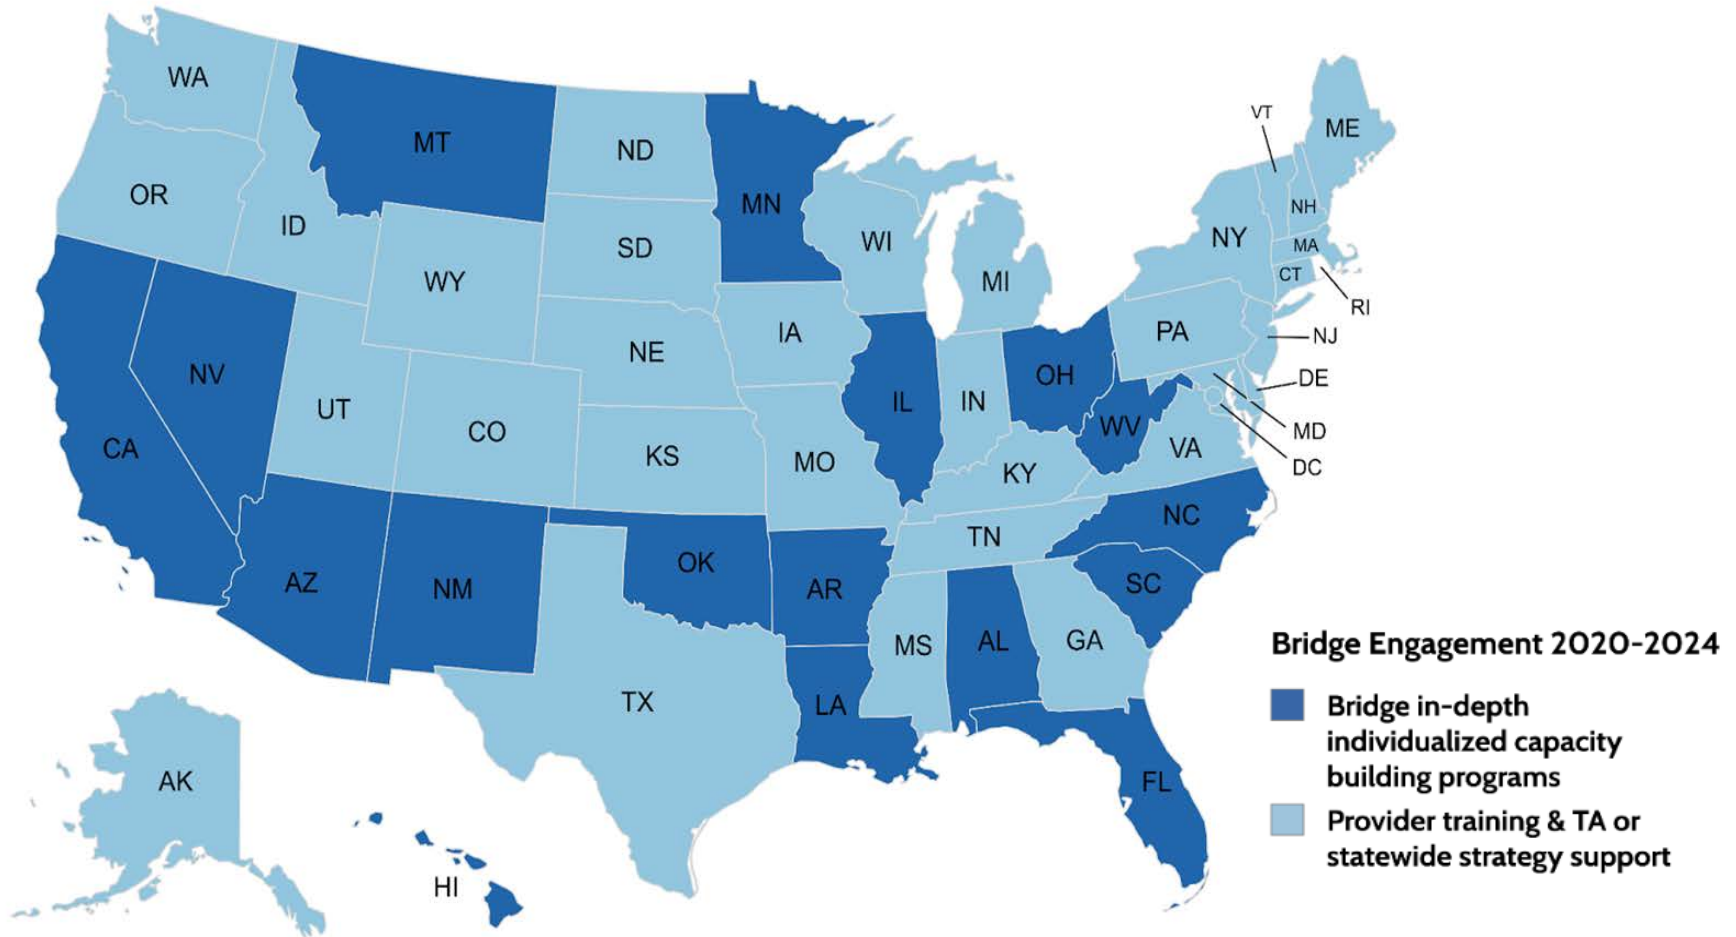 WA
MT
ND
MN
OR
ID
WY
SD
WI
MI
VT
ME
NH
NY
MA
CT
RI
NV
UT
CO
NE
IA
IL
IN
OH
PA
NJ
DE
MD
DC
CA
KS
MO
KY
WV
VA
AZ
NM
OK
AR
TN
NC
SC
MS
AL
GA
TX
LA
FL
AK
HI
Bridge Engagement 2020-2024
Bridge in-depth
individualized capacity
building programs
Provider training & TA or
statewide strategy support